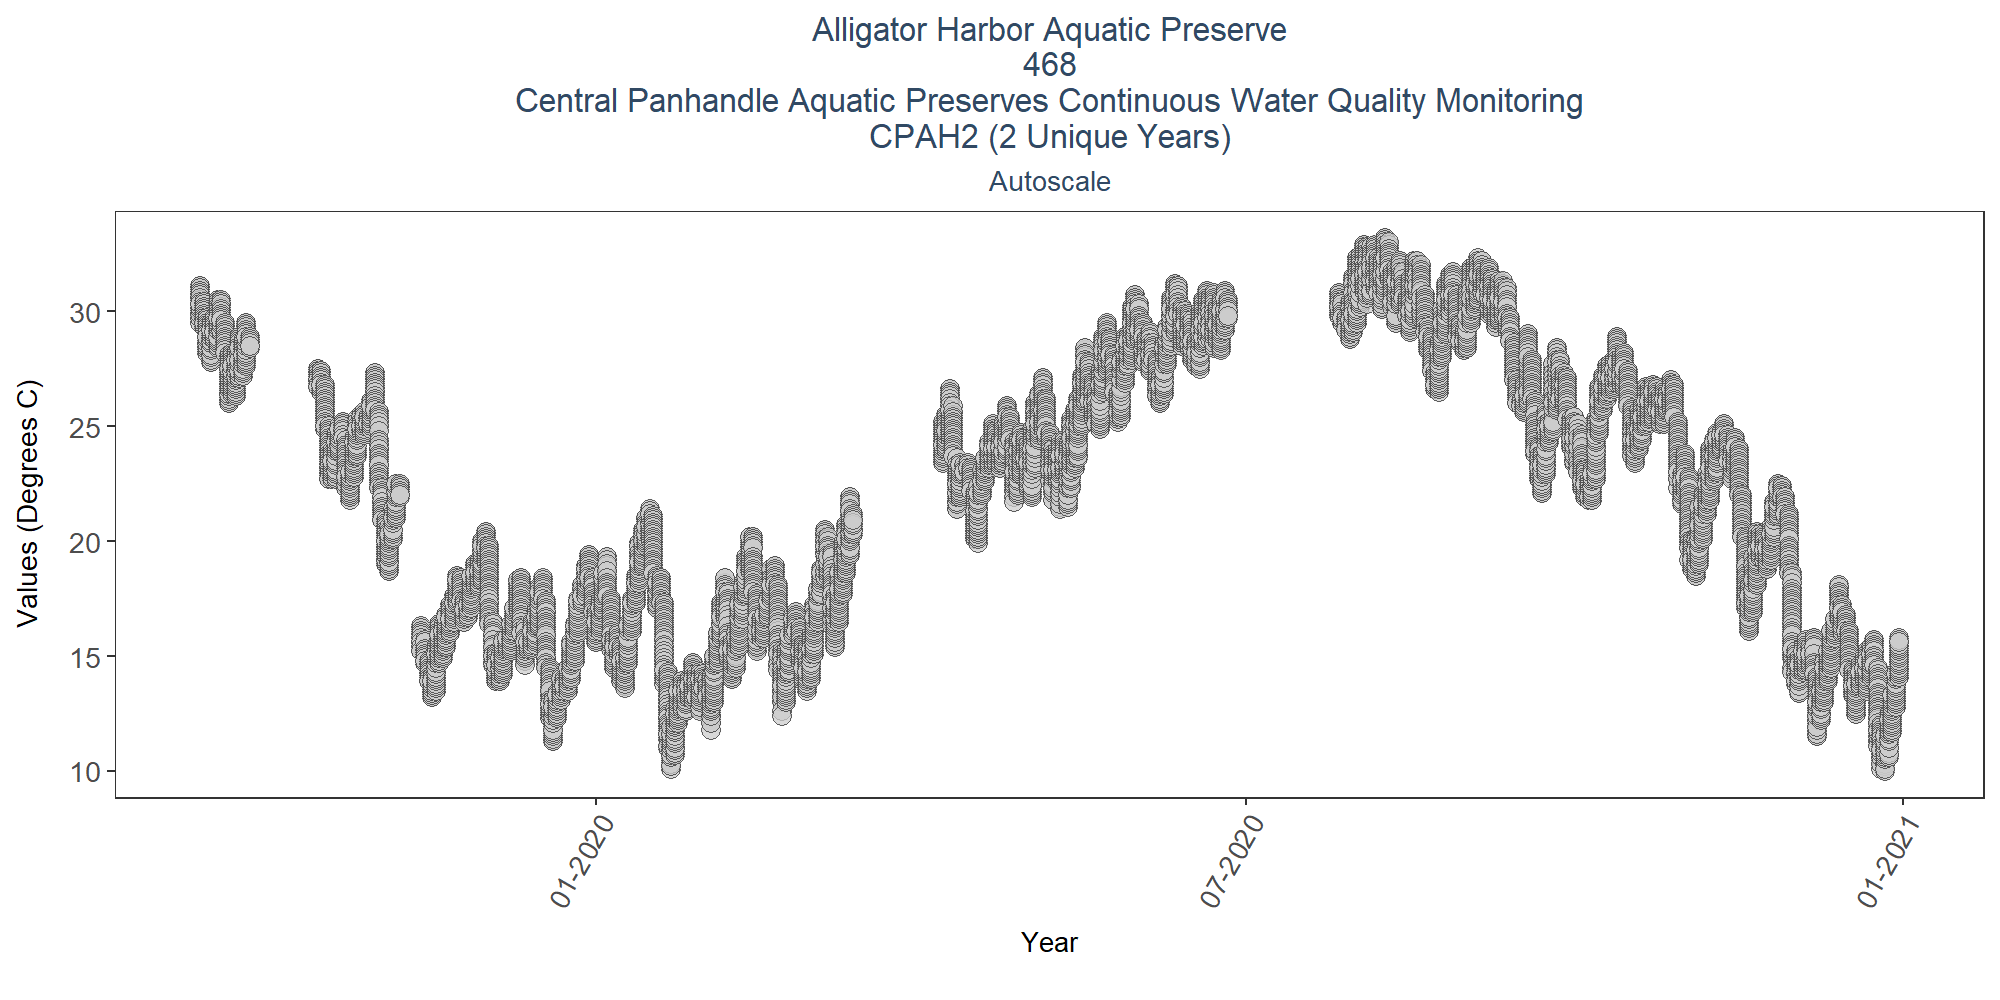 Alligator Harbor Aquatic Preserve
468
Central Panhandle Aquatic Preserves Continuous Water Quality Monitoring
CPAH2 (2 Unique Years)
Autoscale
Values (Degrees C)
30
25
20
15
10
01-2020
07-2020
01-2021
Year